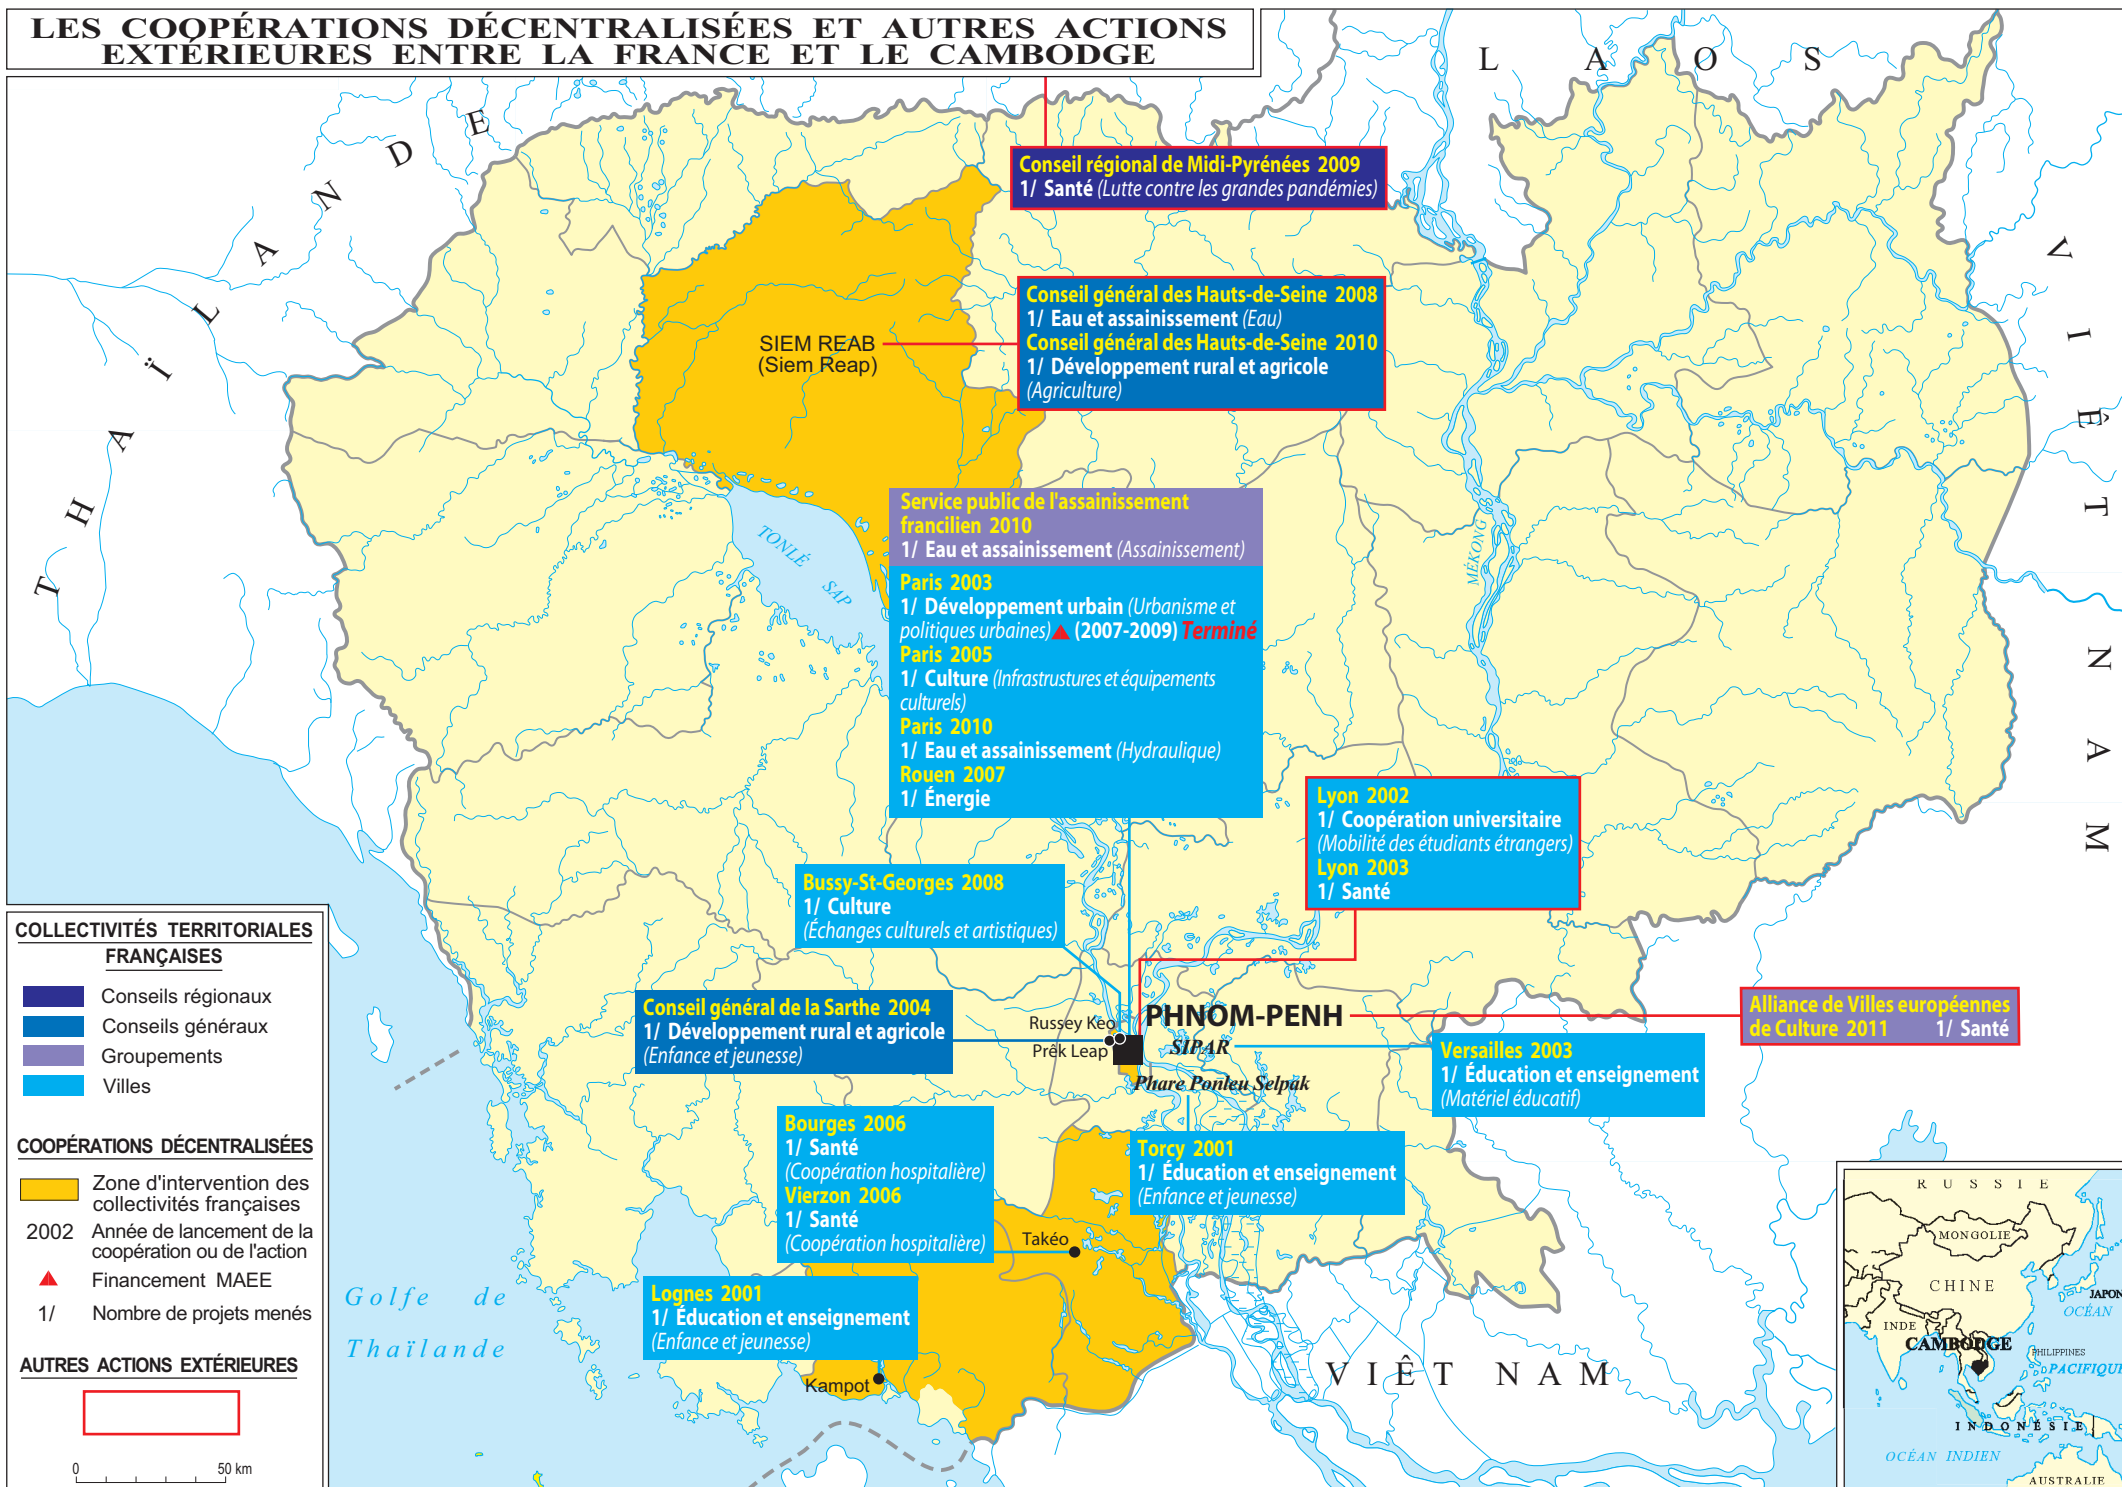 LES COOPÉRATIONS DÉCENTRALISÉES ET AUTRES ACTIONS
EXTÉRIEURES ENTRE LA FRANCE ET LE CAMBODGE
LAOS
THAÏLANDE
VIÊT NAM
Conseil régional de Midi-Pyrénées 2009
1/ Santé (Lutte contre les grandes pandémies)
Conseil général des Hauts-de-Seine 2008
1/ Eau et assainissement (Eau)
Conseil général des Hauts-de-Seine 2010
1/ Développement rural et agricole
(Agriculture)
SIEM REAB
(Siem Reap)
Service public de l'assainissement
francilien 2010
1/ Eau et assainissement (Assainissement)
Paris 2003
1/ Développement urbain (Urbanisme et
politiques urbaines) (2007-2009) Terminé
Paris 2005
1/ Culture (Infrastrustures et équipements
culturels)
Paris 2010
1/ Eau et assainissement (Hydraulique)
Rouen 2007
1/ Énergie
TONLÉ
SAP
MÉKONG
Lyon 2002
1/ Coopération universitaire
(Mobilité des étudiants étrangers)
Lyon 2003
1/ Santé
Bussy-St-Georges 2008
1/ Culture
(Échanges culturels et artistiques)
Conseil général de la Sarthe 2004
1/ Développement rural et agricole
(Enfance et jeunesse)
Russey Keo
Prêk Leap
PHNOM-PENH
SIPAR
Phare Ponleu Selpak
Alliance de Villes européennes
de Culture 2011 1/ Santé
Versailles 2003
1/ Éducation et enseignement
(Matériel éducatif)
Bourges 2006
1/ Santé
(Coopération hospitalière)
Vierzon 2006
1/ Santé
(Coopération hospitalière)
Torcy 2001
1/ Éducation et enseignement
(Enfance et jeunesse)
Takéo
Lognes 2001
1/ Éducation et enseignement
(Enfance et jeunesse)
Kampot
Golfe de
Thaïlande
VIÊT NAM
COLLECTIVITÉS TERRITORIALES
FRANÇAISES
Conseils régionaux
Conseils généraux
Groupements
Villes
COOPÉRATIONS DÉCENTRALISÉES
Zone d'intervention des
collectivités françaises
2002 Année de lancement de la
coopération ou de l'action
Financement MAEE
1/ Nombre de projets menés
AUTRES ACTIONS EXTÉRIEURES
0 50 km
RUSSIE
MONGOLIE
CHINE
JAPON
OCÉAN
INDE
CAMBODGE
PHILIPPINES
PACIFIQUE
INDONÉSIE
OCÉAN INDIEN
AUSTRALIE